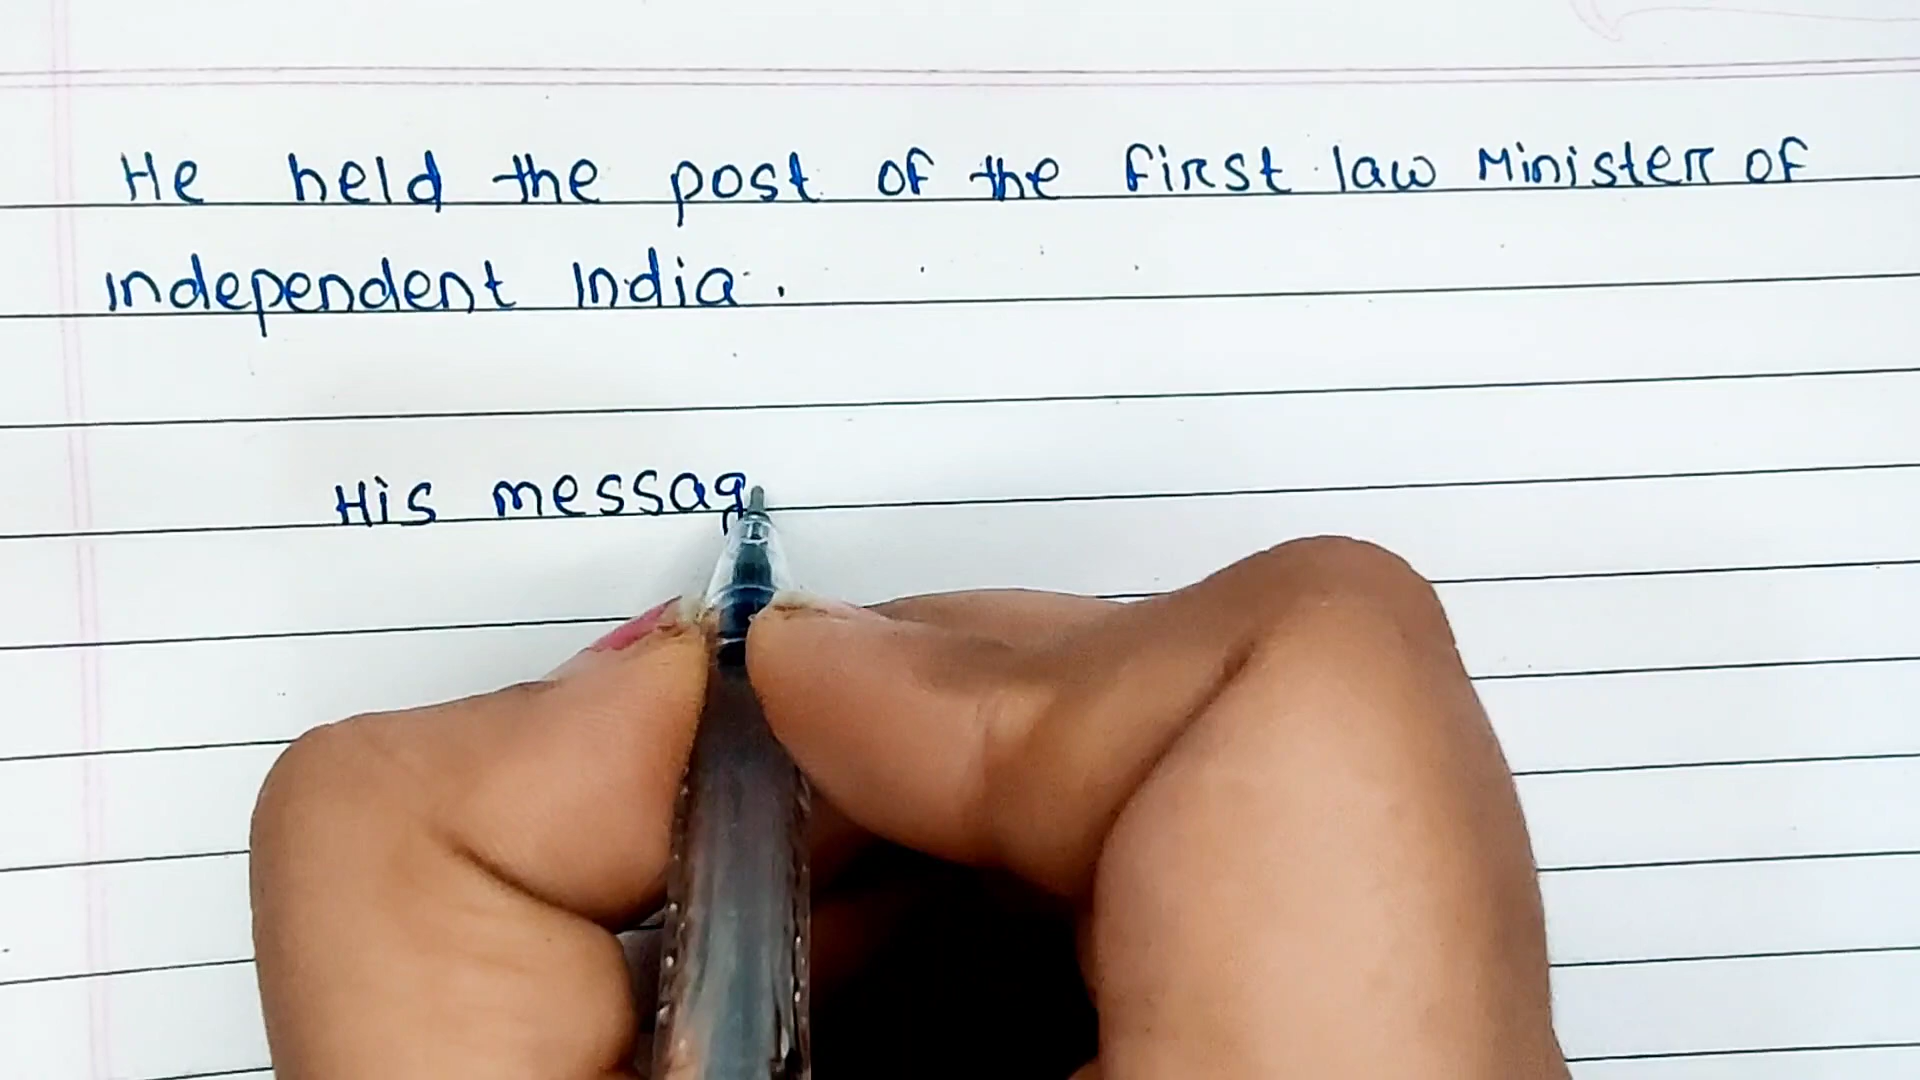 He held the post of the first law Minister of
independent India.
His messag